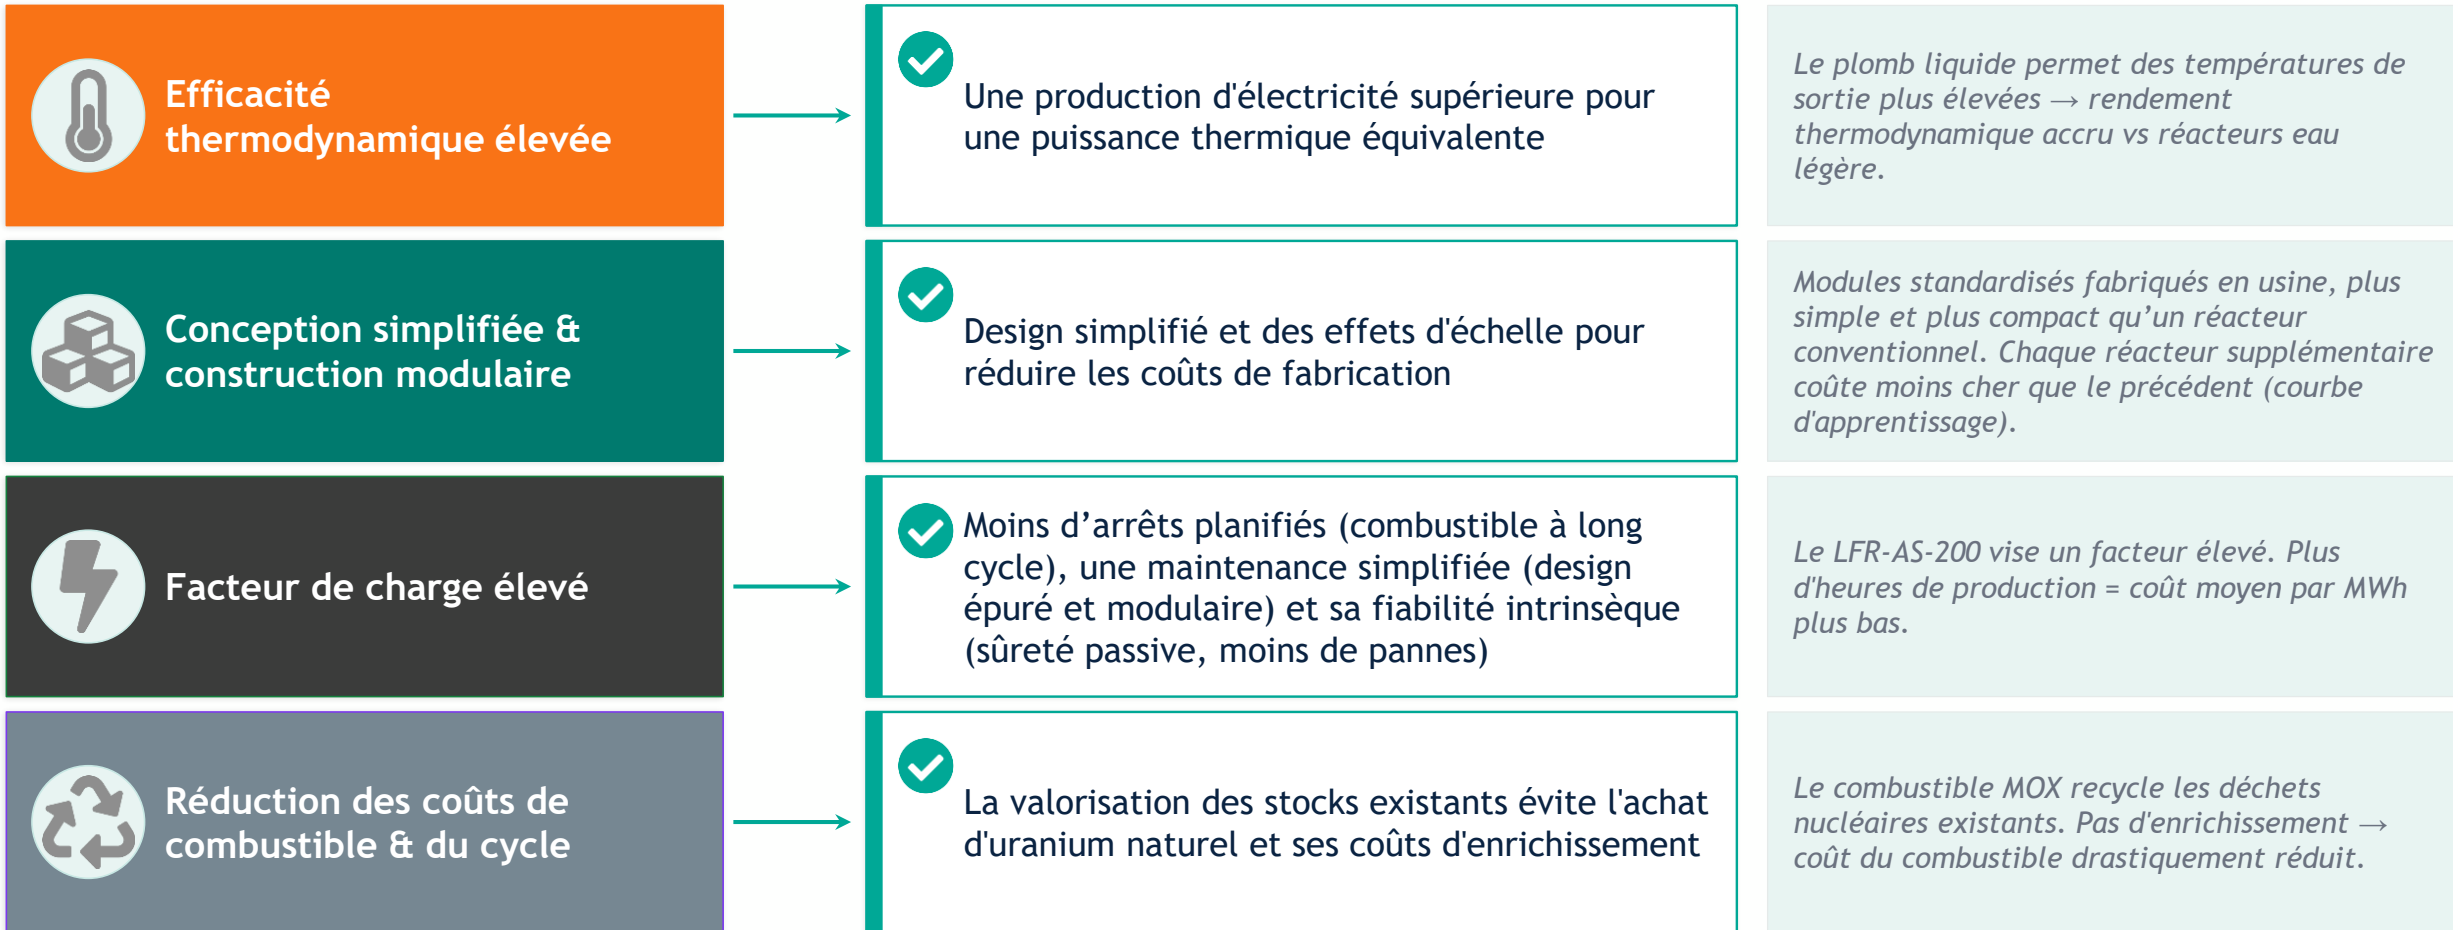 Efficacité
thermodynamique élevée
Une production d'électricité supérieure pour
une puissance thermique équivalente
Le plomb liquide permet des températures de
sortie plus élevées → rendement
thermodynamique accru vs réacteurs eau
légère.
Conception simplifiée &
construction modulaire
Design simplifié et des effets d'échelle pour
réduire les coûts de fabrication
Modules standardisés fabriqués en usine, plus
simple et plus compact qu’un réacteur
conventionnel. Chaque réacteur supplémentaire
coûte moins cher que le précédent (courbe
d'apprentissage).
Facteur de charge élevé
Moins d’arrêts planifiés (combustible à long
cycle), une maintenance simplifiée (design
épuré et modulaire) et sa fiabilité intrinsèque
(sûreté passive, moins de pannes)
Le LFR-AS-200 vise un facteur élevé. Plus
d'heures de production = coût moyen par MWh
plus bas.
Réduction des coûts de
combustible & du cycle
La valorisation des stocks existants évite l'achat
d'uranium naturel et ses coûts d'enrichissement
Le combustible MOX recycle les déchets
nucléaires existants. Pas d'enrichissement →
coût du combustible drastiquement réduit.